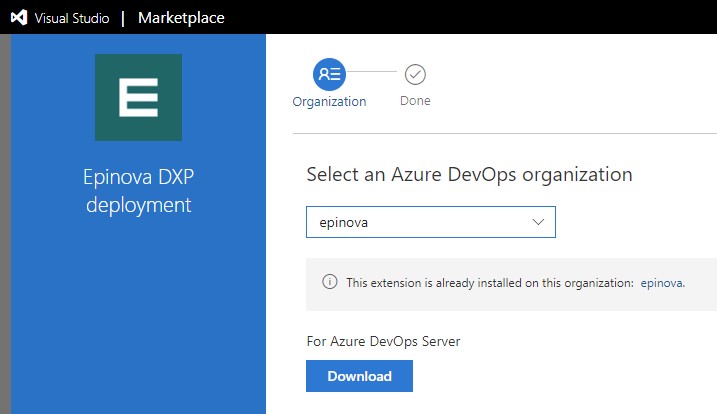 Visual Studio | Marketplace
E
Epinova DXP
deployment
Organization
Done
Select an Azure DevOps organization
epinova
This extension is already installed on this organization: epinova.
For Azure DevOps Server
Download